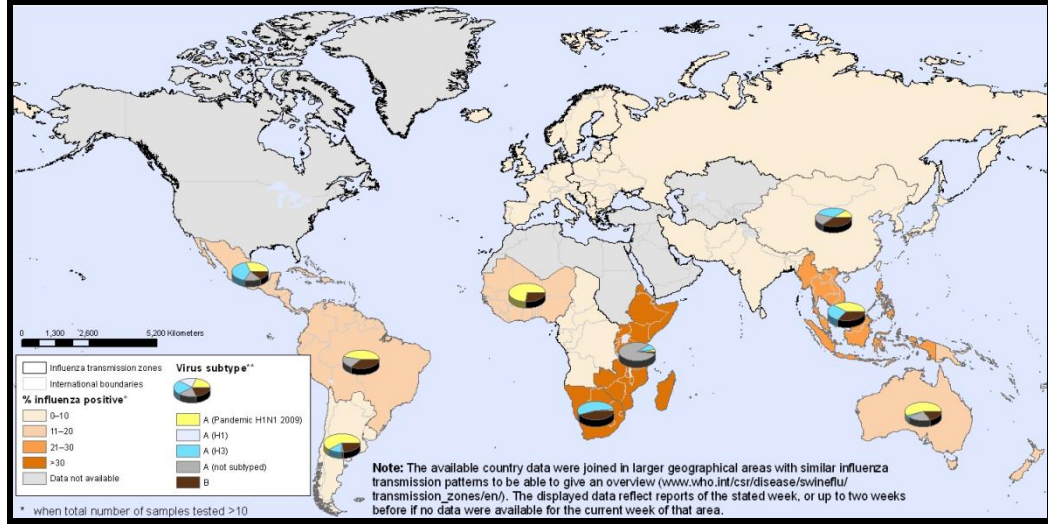 0 1,300 2,600 5,200 Kilometers
Influenza transmission zones
International boundaries
% influenza positive*
0–10
11–20
21–30
>30
Data not available
Virus subtype**
A (Pandemic H1N1 2009)
A (H1)
A (H3)
A (not subtyped)
B
* when total number of samples tested >10
Note: The available country data were joined in larger geographical areas with similar influenza
transmission patterns to be able to give an overview (www.who.int/csr/disease/swineflu/
transmission_zones/en/). The displayed data reflect reports of the stated week, or up to two weeks
before if no data were available for the current week of that area.